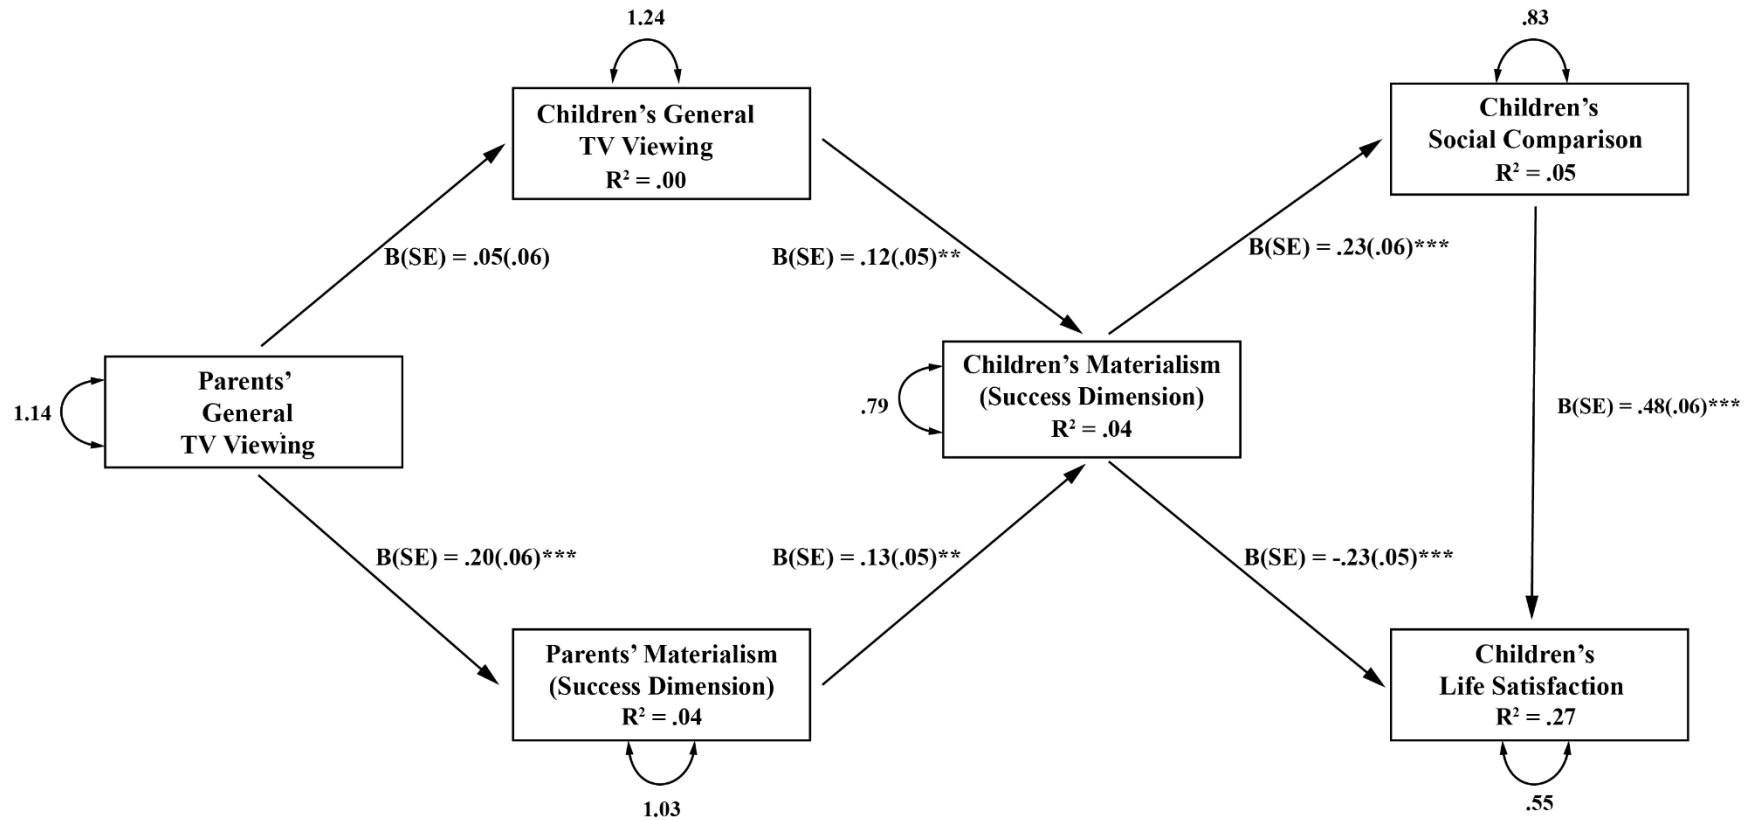 1.24
.83
Children’s General
TV Viewing
R² = .00
Children’s
Social Comparison
R² = .05
B(SE) = .05(.06)
B(SE) = .12(.05)**
B(SE) = .23(.06)***
1.14
Parents’
General
TV Viewing
.79
Children’s Materialism
(Success Dimension)
R² = .04
B(SE) = .48(.06)***
B(SE) = .20(.06)***
B(SE) = .13(.05)**
B(SE) = -.23(.05)***
Parents’ Materialism
(Success Dimension)
R² = .04
Children’s
Life Satisfaction
R² = .27
1.03
.55